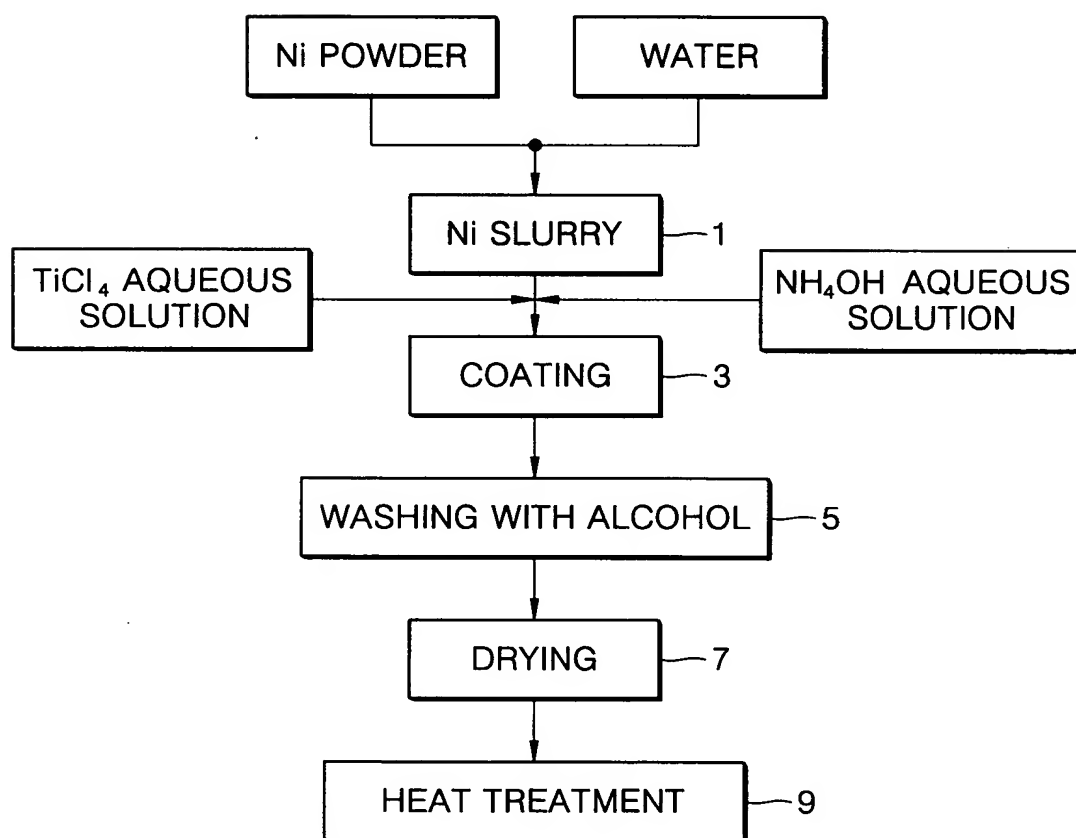 Ni POWDER
WATER
Ni SLURRY
1
TiCl₄ AQUEOUS
SOLUTION
NH₄OH AQUEOUS
SOLUTION
COATING
3
WASHING WITH ALCOHOL
5
DRYING
7
HEAT TREATMENT
9